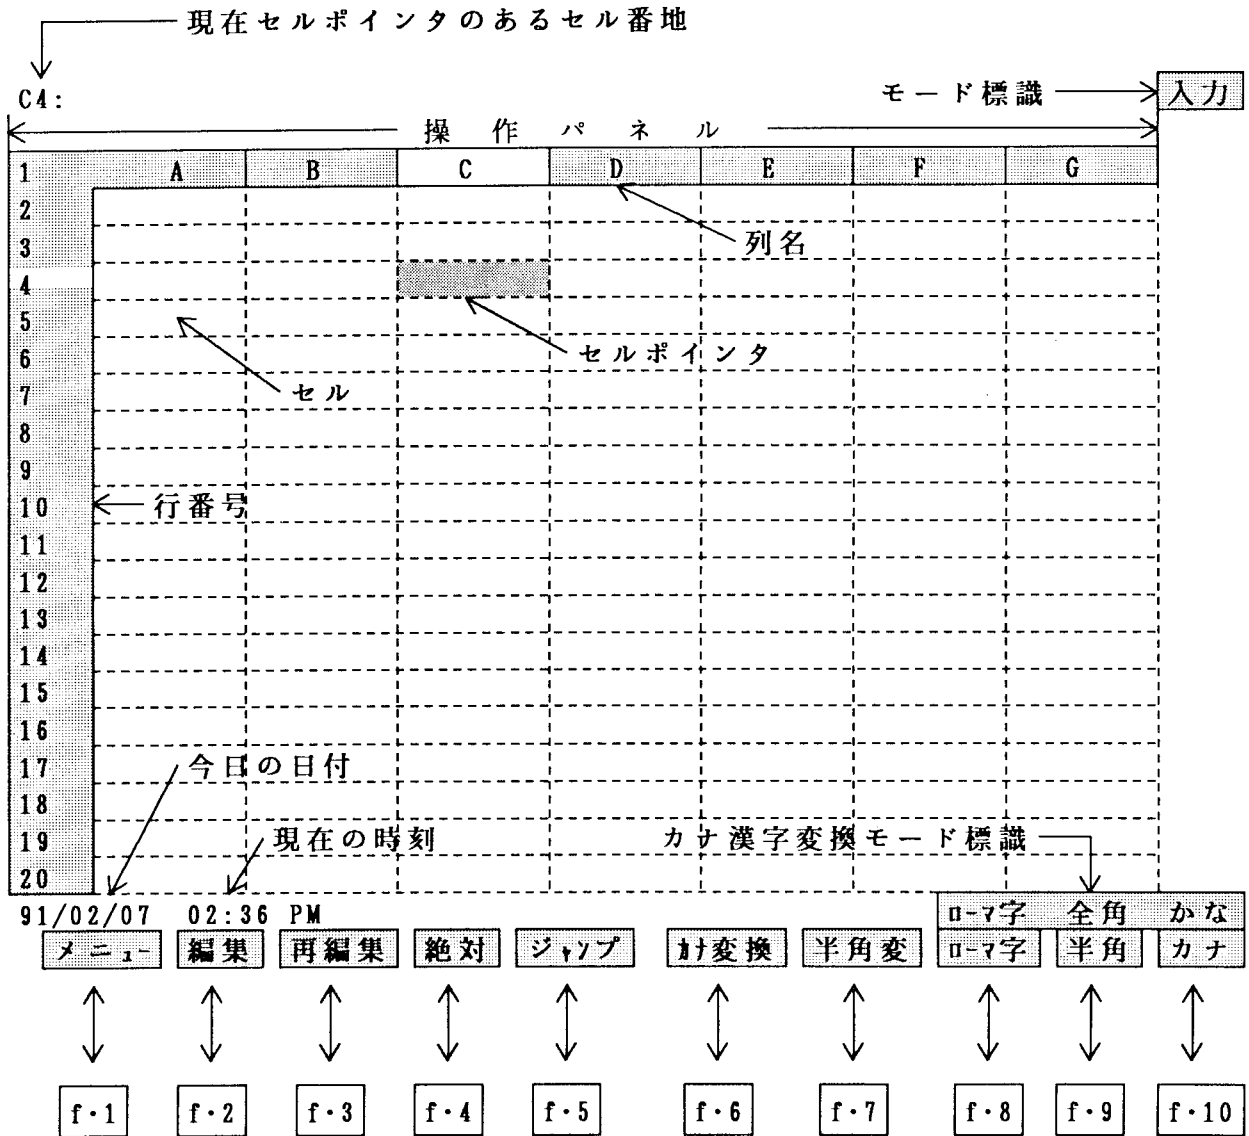 現在セルポインタのあるセル番地
C4:
モード標識
入力
操作パネル
1 A B C D E F G
2
3
列名
4
5
セルポインタ
6
7
セル
8
9
10
行番号
11
12
13
14
15
16
17
今日の日付
18
19
現在の時刻
カナ漢字変換モード標識
20
91/02/07 02:36 PM
ローマ字 全角 かな
メニュー 編集 再編集 絶対 ジャンプ カナ変換 半角変 ローマ字 半角 カナ
f・1 f・2 f・3 f・4 f・5 f・6 f・7 f・8 f・9 f・10